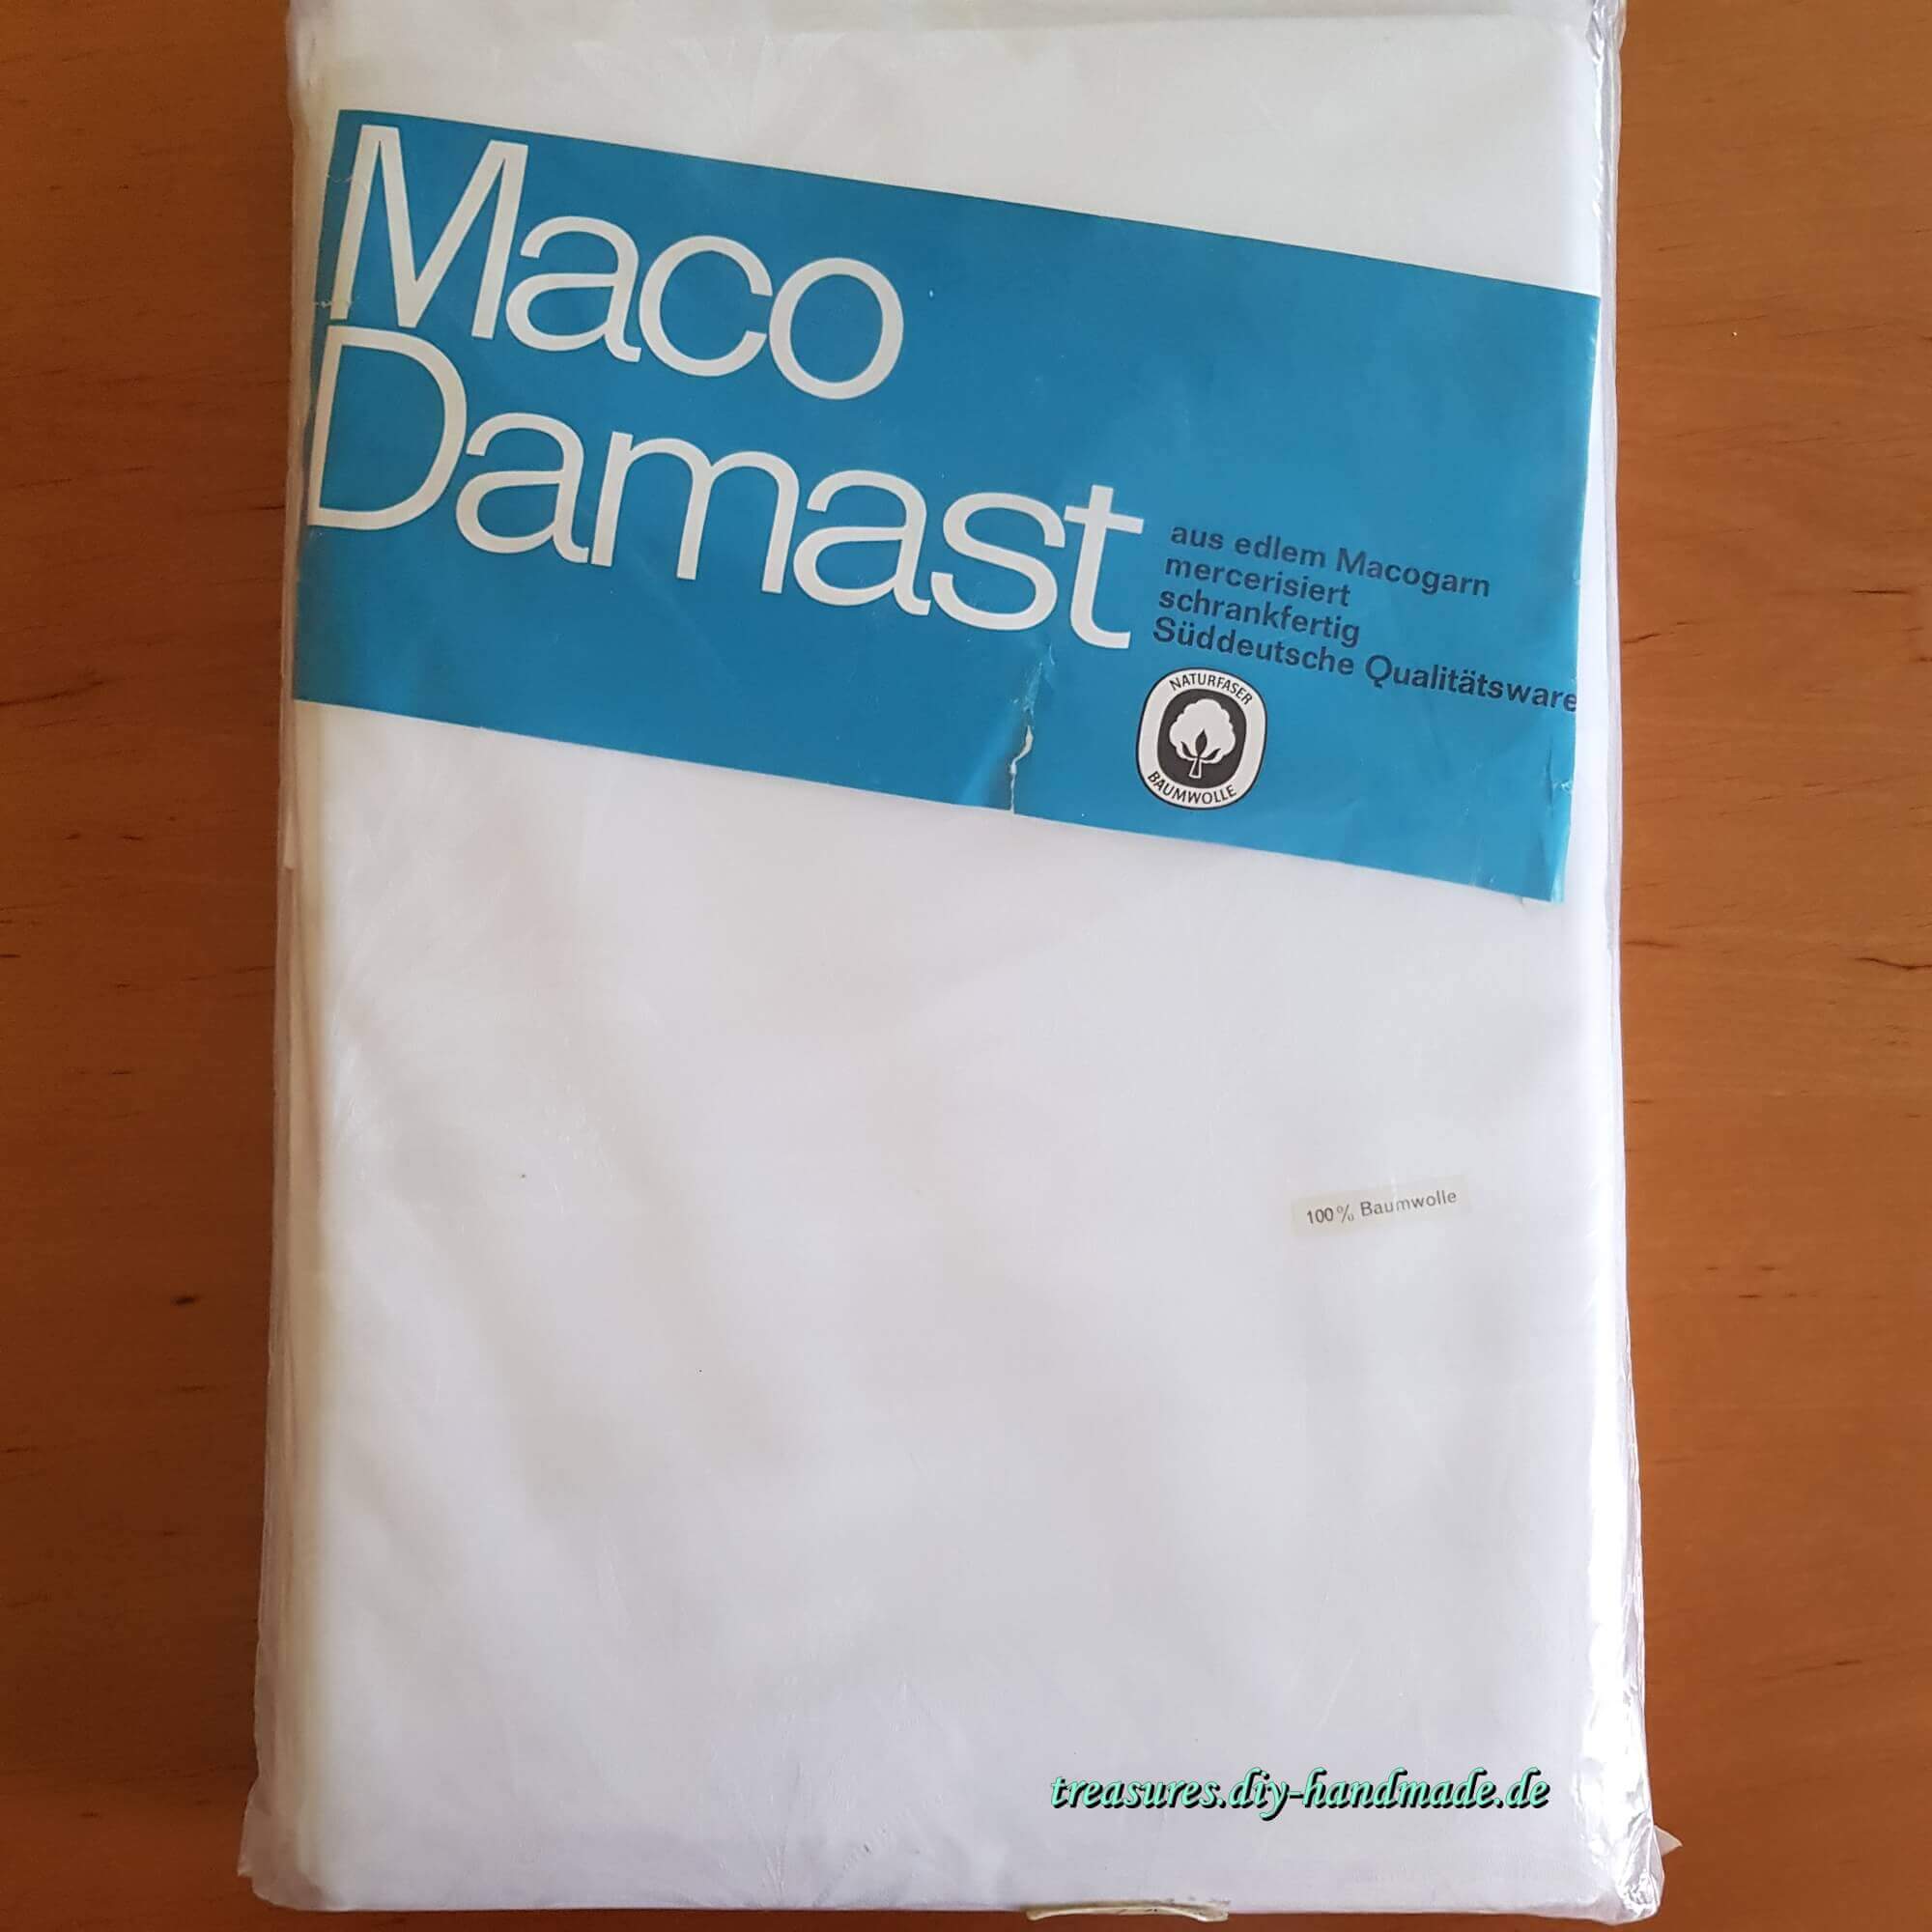 Maco
Damast
aus edlem Macogarn
mercerisiert
schrankfertig
Süddeutsche Qualitätsware
NATURFASER
BAUMWOLLE
100% Baumwolle
treasures.diy-handmade.de